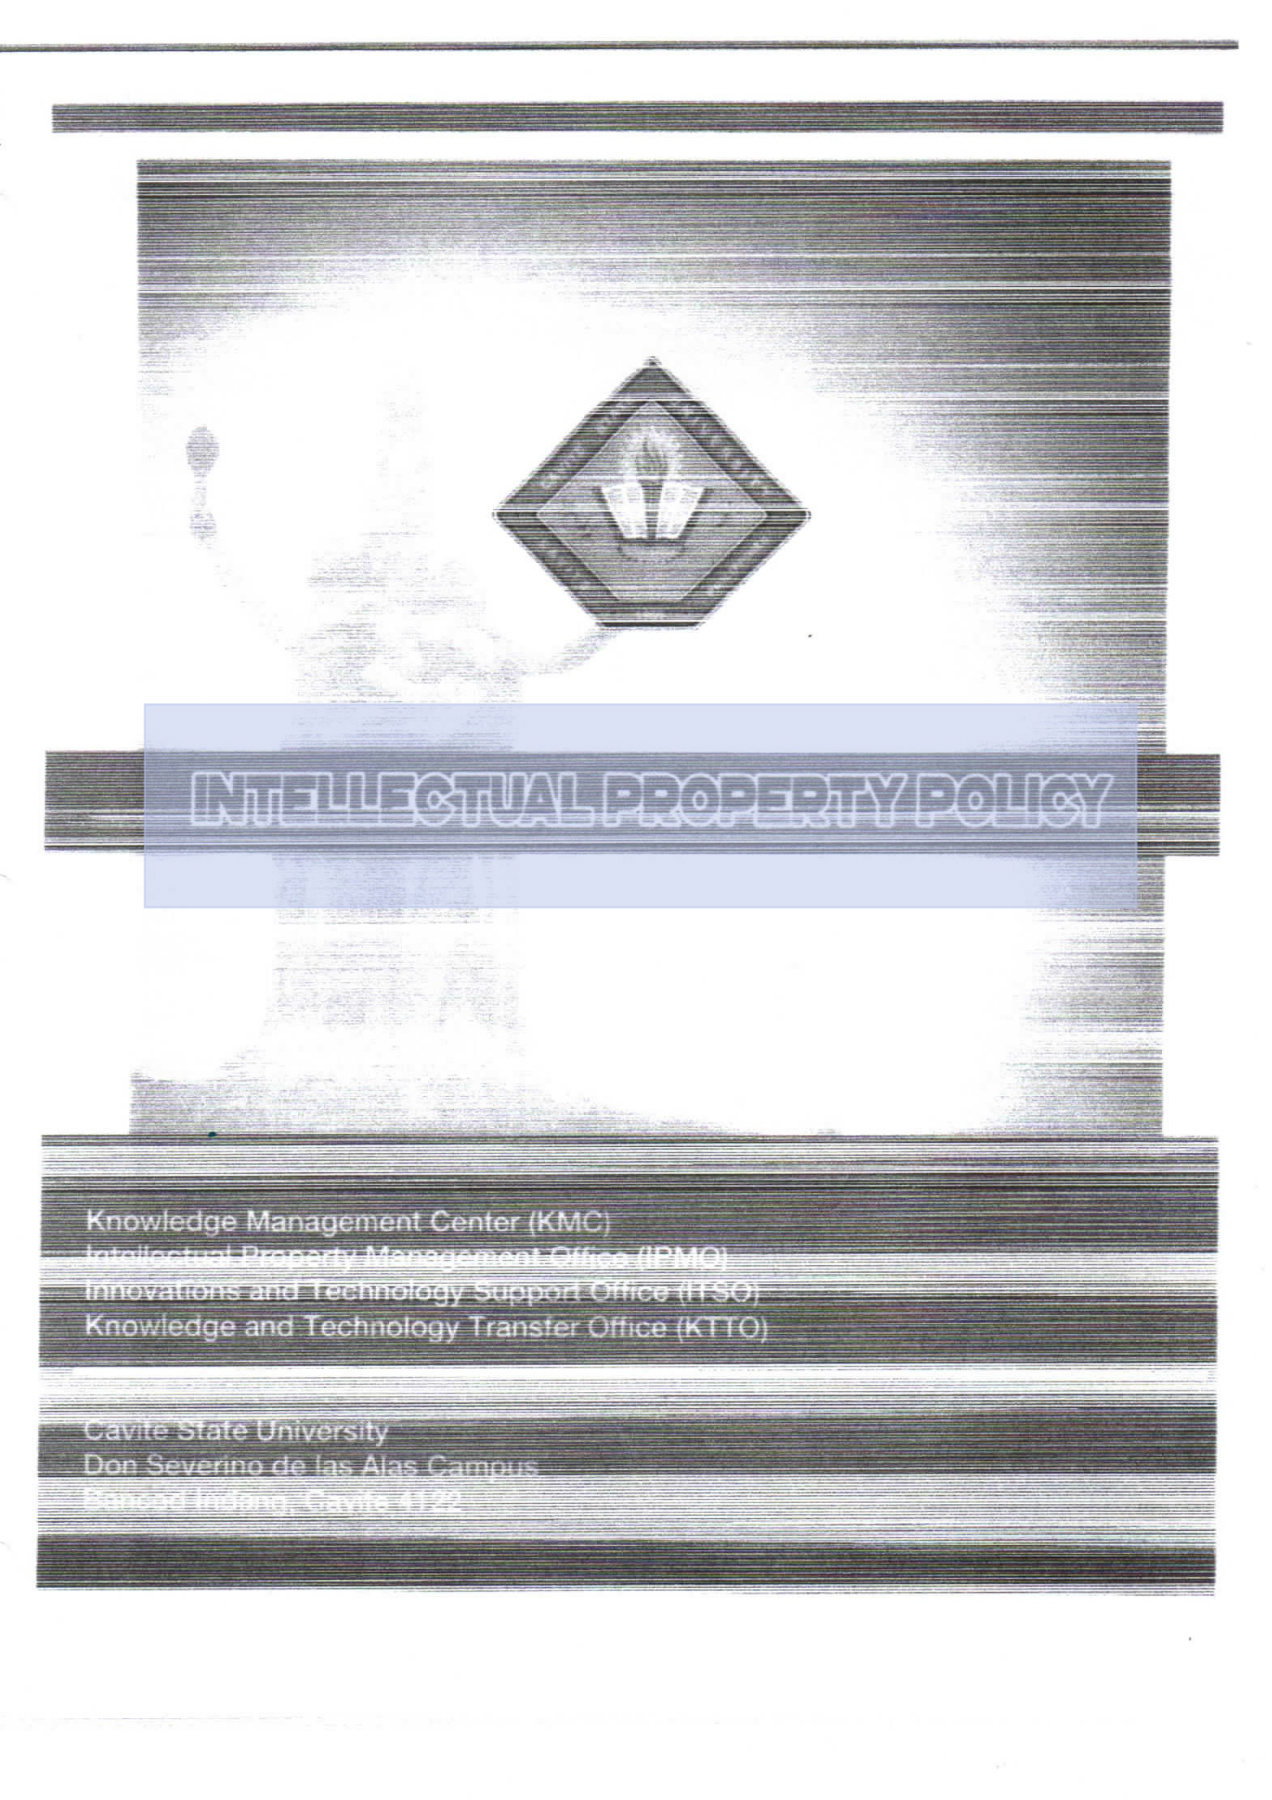 INTELLECTUAL PROPERTY POLICY
Knowledge Management Center (KMC)
Intellectual Property Management Office (IPMO)
Innovations and Technology Support Office (ITSO)
Knowledge and Technology Transfer Office (KTTO)
Cavite State University
Don Severino de las Alas Campus
Indang, Cavite 4122